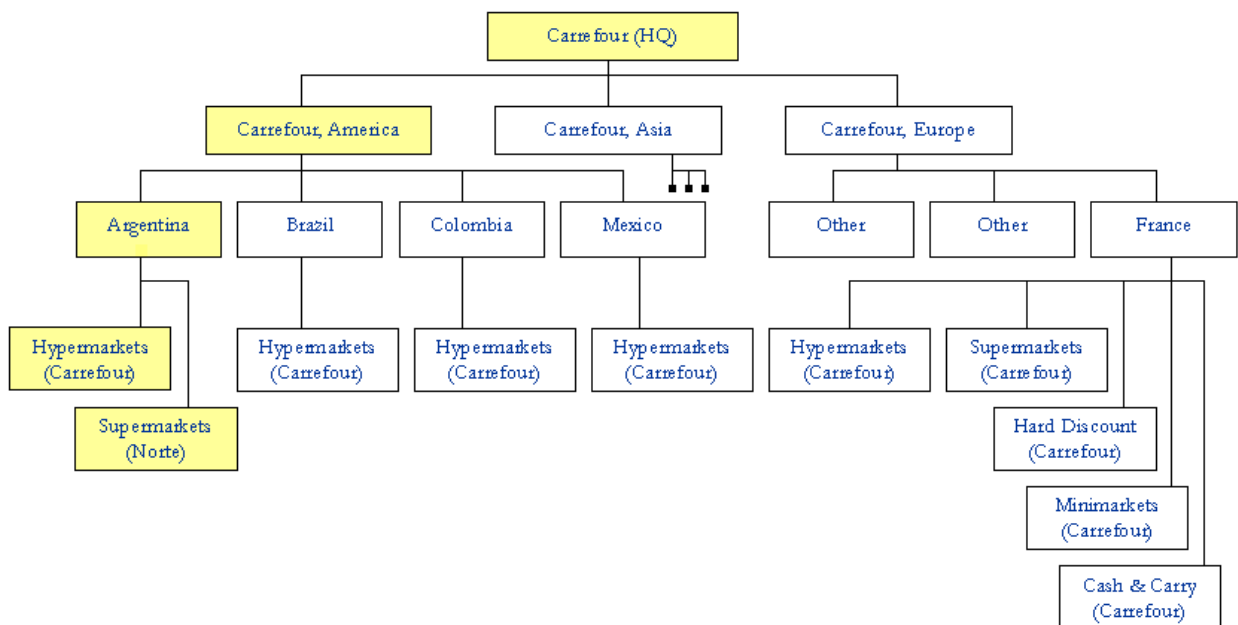 Carrefour (HQ)
Carrefour, America
Carrefour, Asia
Carrefour, Europe
Argentina
Brazil
Colombia
Mexico
Other
Other
France
Hypermarkets
(Carrefour)
Hypermarkets
(Carrefour)
Hypermarkets
(Carrefour)
Hypermarkets
(Carrefour)
Hypermarkets
(Carrefour)
Supermarkets
(Carrefour)
Supermarkets
(Norte)
Hard Discount
(Carrefour)
Minimarkets
(Carrefour)
Cash & Carry
(Carrefour)